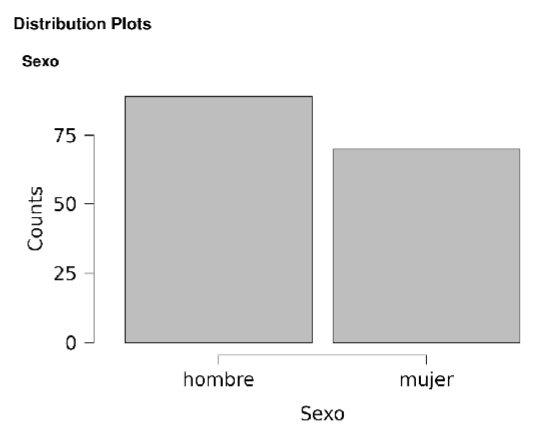 Distribution Plots
Sexo
75
50
25
0
Counts
hombre mujer
Sexo